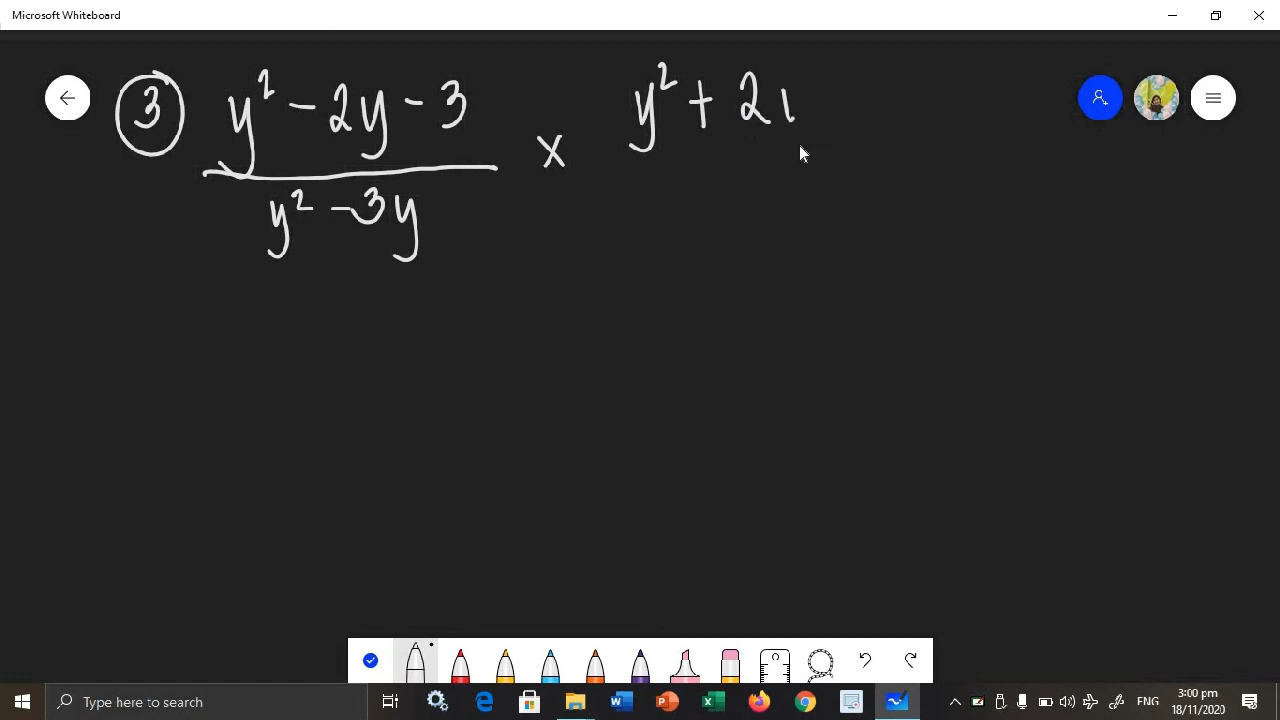 Microsoft Whiteboard
3 y² - 2y - 3 x y² + 21
y² - 3y
Type here to search
ENG
3:00 pm
18/11/2020